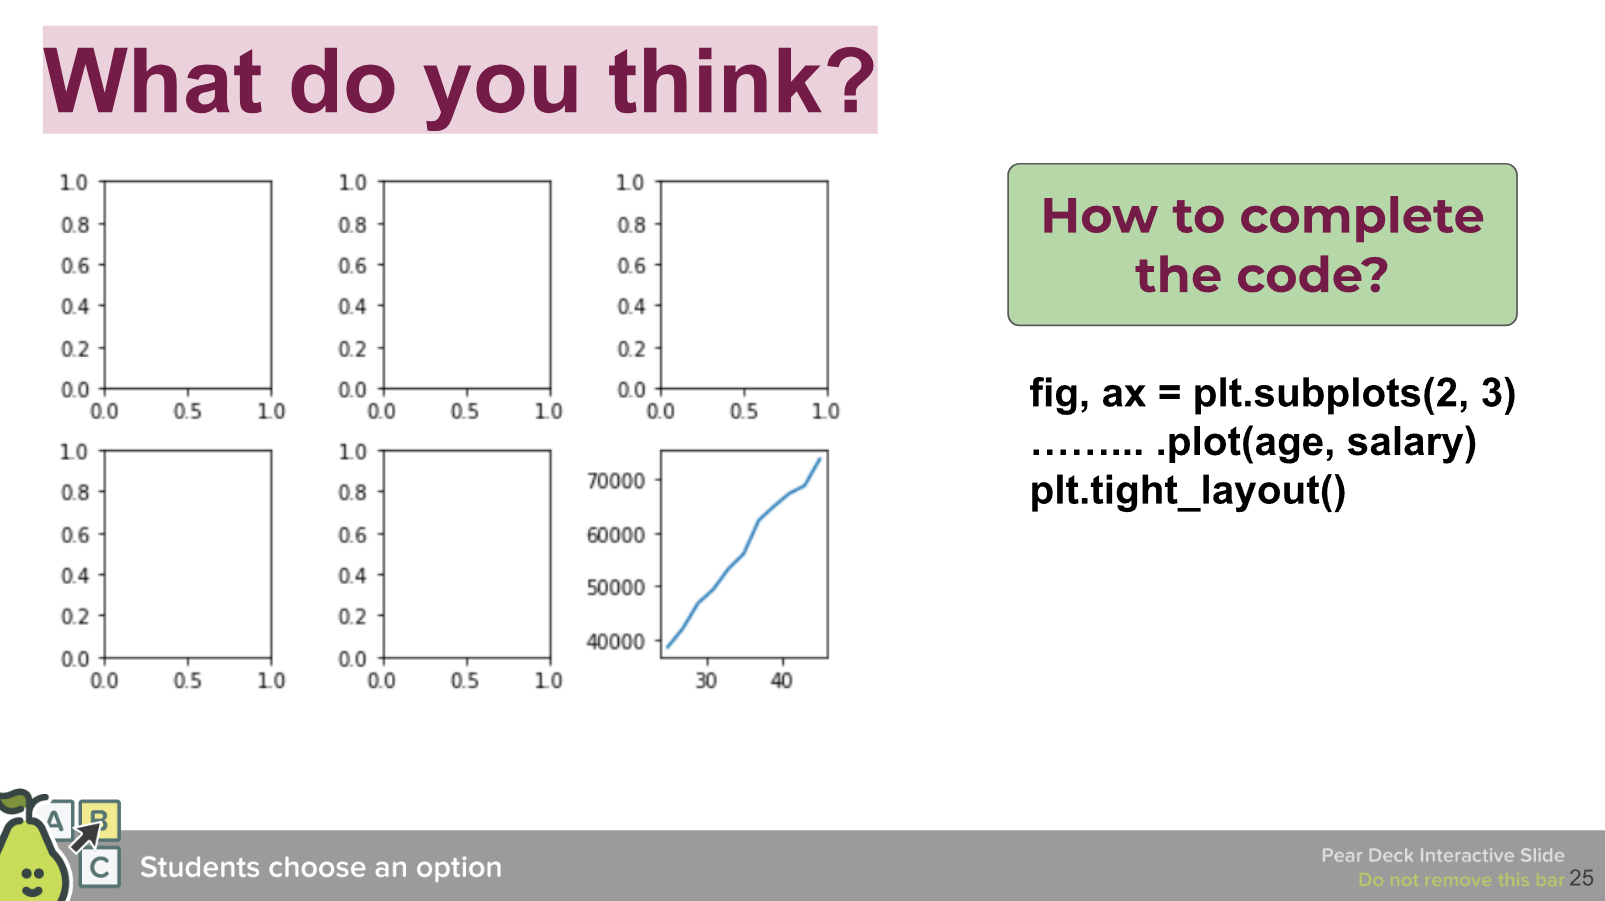 What do you think?
1.0
0.8
0.6
0.4
0.2
0.0
0.0 0.5 1.0
1.0
0.8
0.6
0.4
0.2
0.0
0.0 0.5 1.0
1.0
0.8
0.6
0.4
0.2
0.0
0.0 0.5 1.0
1.0
0.8
0.6
0.4
0.2
0.0
0.0 0.5 1.0
1.0
0.8
0.6
0.4
0.2
0.0
0.0 0.5 1.0
70000
60000
50000
40000
30 40
How to complete
the code?
fig, ax = plt.subplots(2, 3)
……... .plot(age, salary)
plt.tight_layout()
A B
C
Students choose an option
Pear Deck Interactive Slide
Do not remove this bar 25